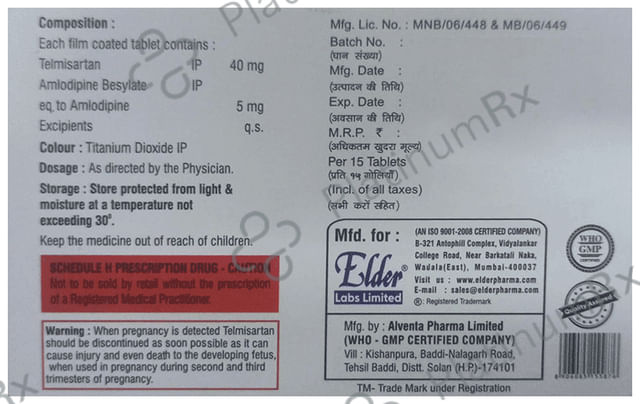 Composition :
Each film coated tablet contains :
Telmisartan IP 40 mg
Amlodipine Besylate IP
eq. to Amlodipine 5 mg
Excipients q.s.
Colour : Titanium Dioxide IP
Dosage : As directed by the Physician.
Storage : Store protected from light &
moisture at a temperature not
exceeding 30⁰.
Keep the medicine out of reach of children.
SCHEDULE H PRESCRIPTION DRUG - CAUTION
Not to be sold by retail without the prescription
of a Registered Medical Practitioner.
Warning : When pregnancy is detected Telmisartan
should be discontinued as soon possible as it can
cause injury and even death to the developing fetus,
when used in pregnancy during second and third
trimesters of pregnancy.
Mfg. Lic. No. : MNB/06/448 & MB/06/449
Batch No. :
(घान संख्या)
Mfg. Date :
(उत्पादन की तिथि)
Exp. Date :
(अवसान की तिथि)
M.R.P. ₹ :
(अधिकतम खुदरा मूल्य)
Per 15 Tablets
(प्रति १५ गोलियाँ)
(Incl. of all taxes)
(सभी करों सहित)
Mfd. for :
Elder®
Labs Limited
(AN ISO 9001-2008 CERTIFIED COMPANY)
B-321 Antophill Complex, Vidyalankar
College Road, Near Barkatali Naka,
Wadala(East), Mumbai-400037
Visit us : www.elderpharma.com
E-mail : sales@elderpharma.com
®: Registered Trademark
Mfg. by : Alventa Pharma Limited
(WHO - GMP CERTIFIED COMPANY)
Vill : Kishanpura, Baddi-Nalagarh Road,
Tehsil Baddi, Distt. Solan (H.P.)-174101
TM- Trade Mark under Registration
WHO
GMP
CERTIFIED
Quality Assured
PlatinumRx